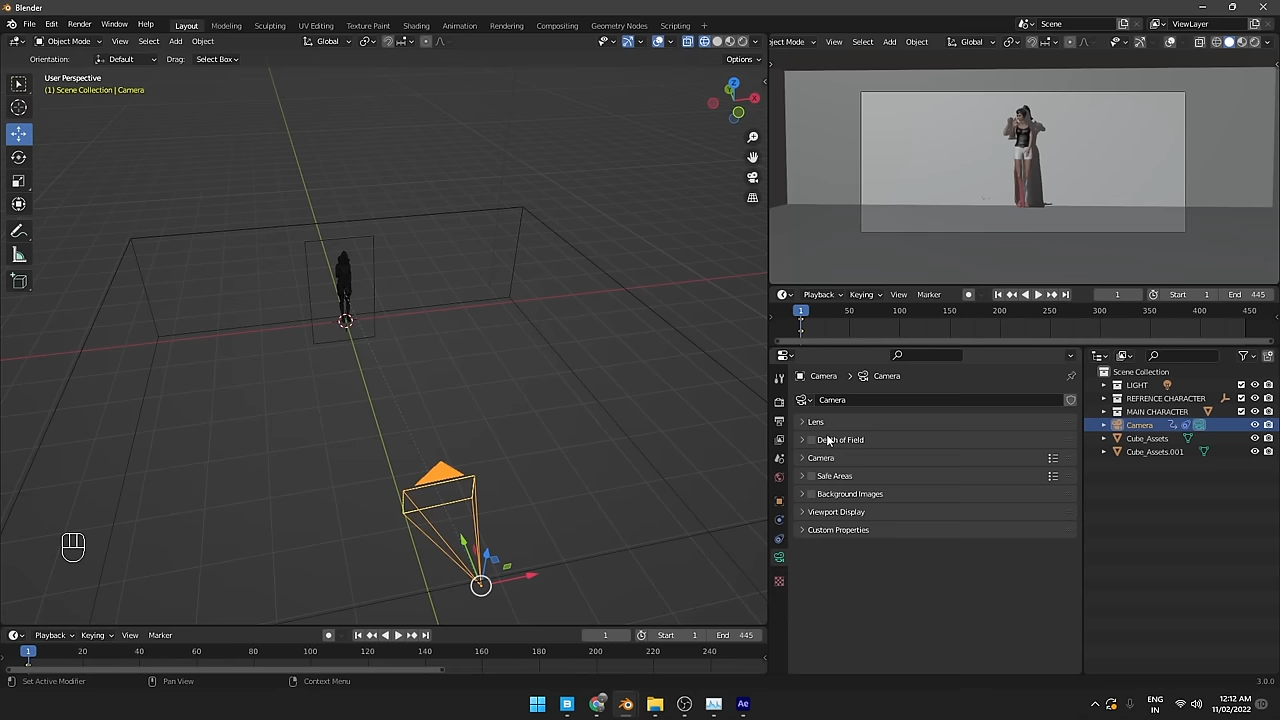 Blender
File Edit Render Window Help Layout Modeling Sculpting UV Editing Texture Paint Shading Animation Rendering Compositing Geometry Nodes Scripting + Scene ViewLayer
Object Mode View Select Add Object Global
Orientation: Default Drag: Select Box Options
User Perspective
(1) Scene Collection | Camera
Z
X
ject Mode View Select Add Object Global
Playback Keying View Marker 1 Start 1 End 445
1 50 100 150 200 250 300 350 400 450
Camera > Camera
Camera
Lens
Depth of Field
Camera
Safe Areas
Background Images
Viewport Display
Custom Properties
Scene Collection
LIGHT
REFRENCE CHARACTER
MAIN CHARACTER
Camera
Cube_Assets
Cube_Assets.001
Playback Keying View Marker 1 Start 1 End 445
1 20 40 60 80 100 120 140 160 180 200 220 240
Set Active Modifier Pan View Context Menu 3.0.0
Ae
ENG
IN
12:12 AM
11/02/2022